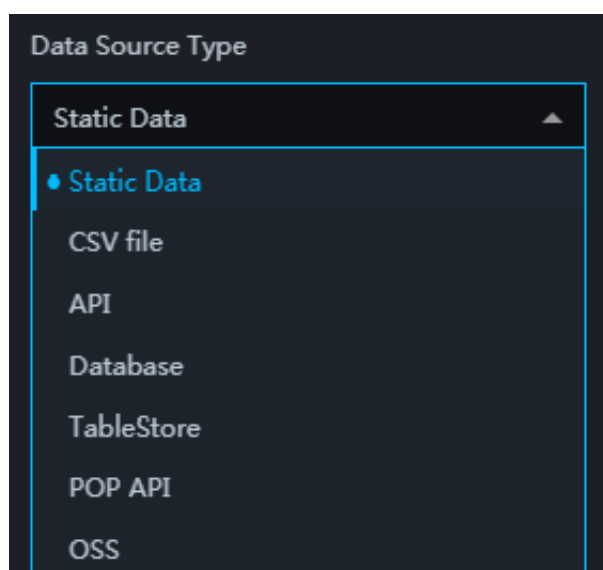 Data Source Type
Static Data
Static Data
CSV file
API
Database
TableStore
POP API
OSS